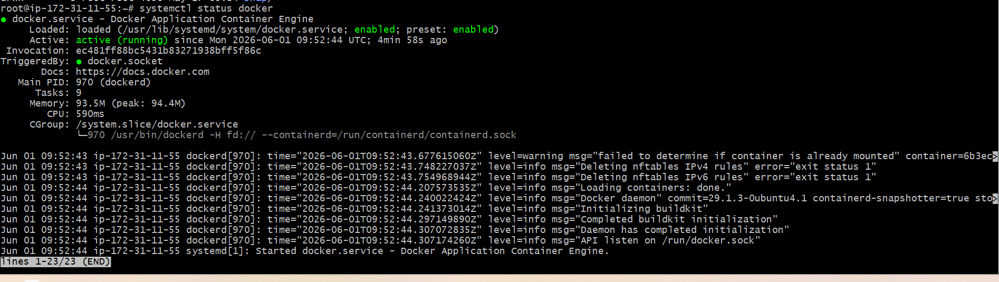 root@ip-172-31-11-55:~# systemctl status docker
● docker.service - Docker Application Container Engine
     Loaded: loaded (/usr/lib/systemd/system/docker.service; enabled; preset: enabled)
     Active: active (running) since Mon 2026-06-01 09:52:44 UTC; 4min 58s ago
 Invocation: ec481ff88bc5431b83271938bff5f86c
TriggeredBy: ● docker.socket
       Docs: https://docs.docker.com
   Main PID: 970 (dockerd)
      Tasks: 9
     Memory: 93.5M (peak: 94.4M)
        CPU: 590ms
     CGroup: /system.slice/docker.service
             └─970 /usr/bin/dockerd -H fd:// --containerd=/run/containerd/containerd.sock
Jun 01 09:52:43 ip-172-31-11-55 dockerd[970]: time="2026-06-01T09:52:43.677615060Z" level=warning msg="failed to determine if container is already mounted" container=6b3ec>
Jun 01 09:52:43 ip-172-31-11-55 dockerd[970]: time="2026-06-01T09:52:43.748227037Z" level=info msg="Deleting nftables IPv4 rules" error="exit status 1"
Jun 01 09:52:43 ip-172-31-11-55 dockerd[970]: time="2026-06-01T09:52:43.754968944Z" level=info msg="Deleting nftables IPv6 rules" error="exit status 1"
Jun 01 09:52:44 ip-172-31-11-55 dockerd[970]: time="2026-06-01T09:52:44.207573535Z" level=info msg="Loading containers: done."
Jun 01 09:52:44 ip-172-31-11-55 dockerd[970]: time="2026-06-01T09:52:44.240022424Z" level=info msg="Docker daemon" commit=29.1.3-0ubuntu4.1 containerd-snapshotter=true sto>
Jun 01 09:52:44 ip-172-31-11-55 dockerd[970]: time="2026-06-01T09:52:44.241373014Z" level=info msg="Initializing buildkit"
Jun 01 09:52:44 ip-172-31-11-55 dockerd[970]: time="2026-06-01T09:52:44.297149890Z" level=info msg="Completed buildkit initialization"
Jun 01 09:52:44 ip-172-31-11-55 dockerd[970]: time="2026-06-01T09:52:44.307072835Z" level=info msg="Daemon has completed initialization"
Jun 01 09:52:44 ip-172-31-11-55 dockerd[970]: time="2026-06-01T09:52:44.307174260Z" level=info msg="API listen on /run/docker.sock"
Jun 01 09:52:44 ip-172-31-11-55 systemd[1]: Started docker.service - Docker Application Container Engine.
lines 1-23/23 (END)